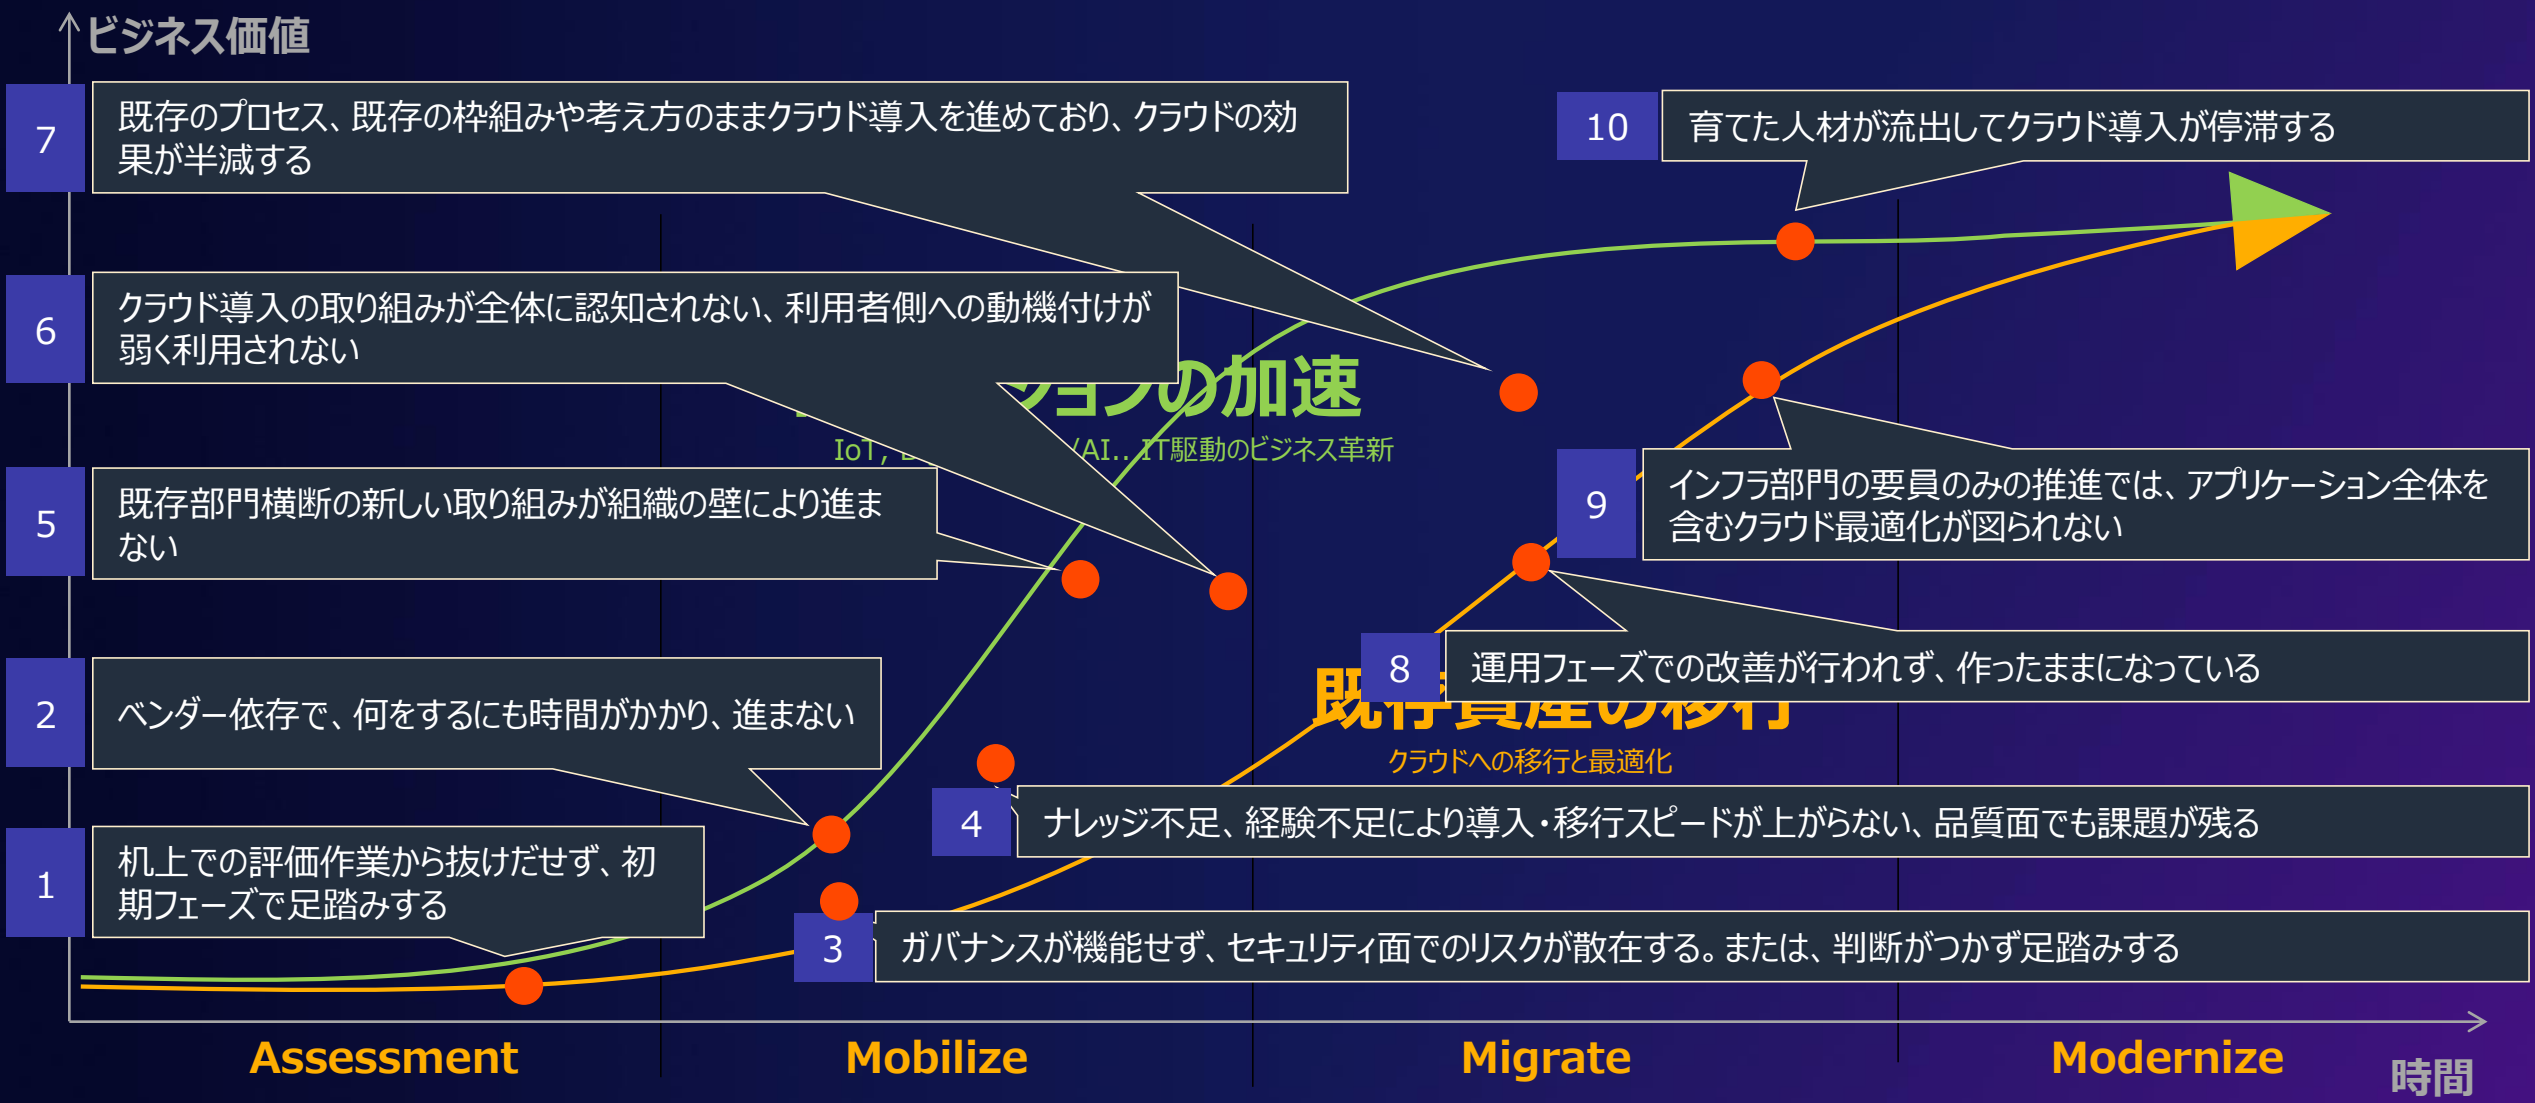 ビジネス価値
7
既存のプロセス、既存の枠組みや考え方のままクラウド導入を進めており、クラウドの効
果が半減する
10
育てた人材が流出してクラウド導入が停滞する
6
クラウド導入の取り組みが全体に認知されない、利用者側への動機付けが
弱く利用されない
ョンの加速
IoT, /AI...IT駆動のビジネス革新
5
既存部門横断の新しい取り組みが組織の壁により進ま
ない
9
インフラ部門の要員のみの推進では、アプリケーション全体を
含むクラウド最適化が図られない
2
ベンダー依存で、何をするにも時間がかかり、進まない
8
運用フェーズでの改善が行われず、作ったままになっている
既存資産の移行
クラウドへの移行と最適化
4
ナレッジ不足、経験不足により導入・移行スピードが上がらない、品質面でも課題が残る
1
机上での評価作業から抜けだせず、初
期フェーズで足踏みする
3
ガバナンスが機能せず、セキュリティ面でのリスクが散在する。または、判断がつかず足踏みする
Assessment
Mobilize
Migrate
Modernize
時間